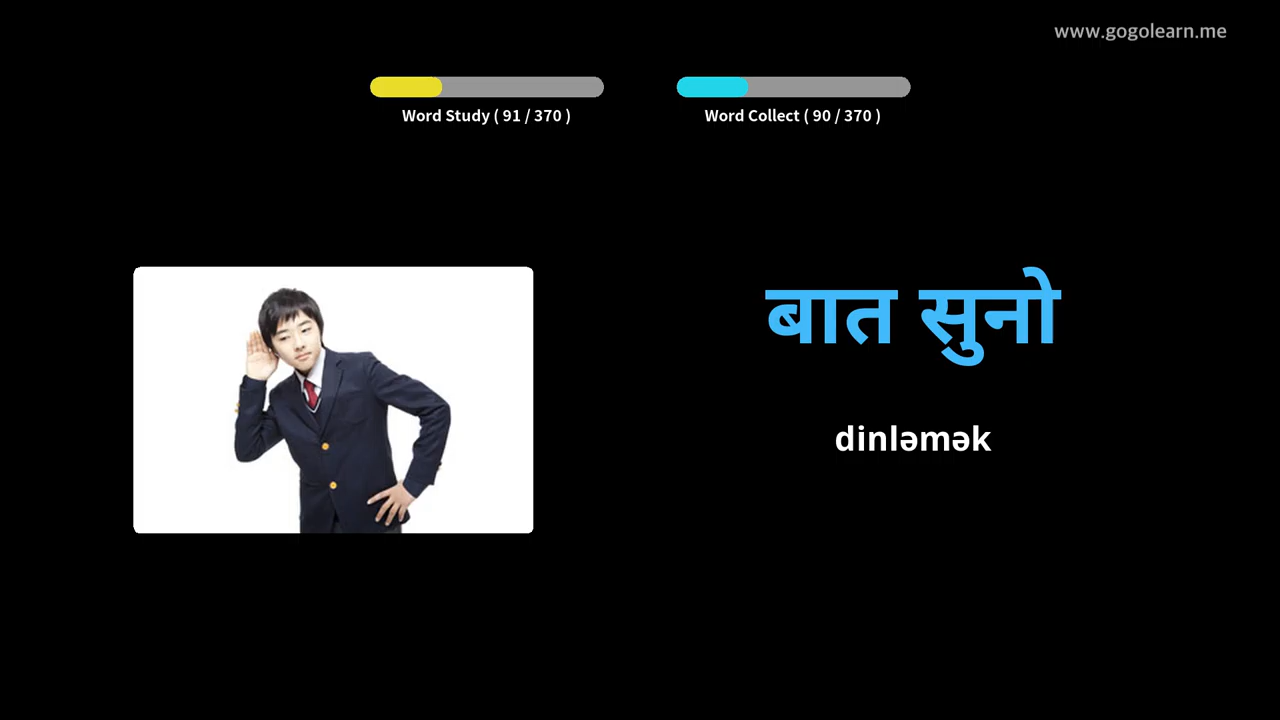 www.gogolearn.me
Word Study ( 91 / 370 )
Word Collect ( 90 / 370 )
बात सुनो
dinləmək